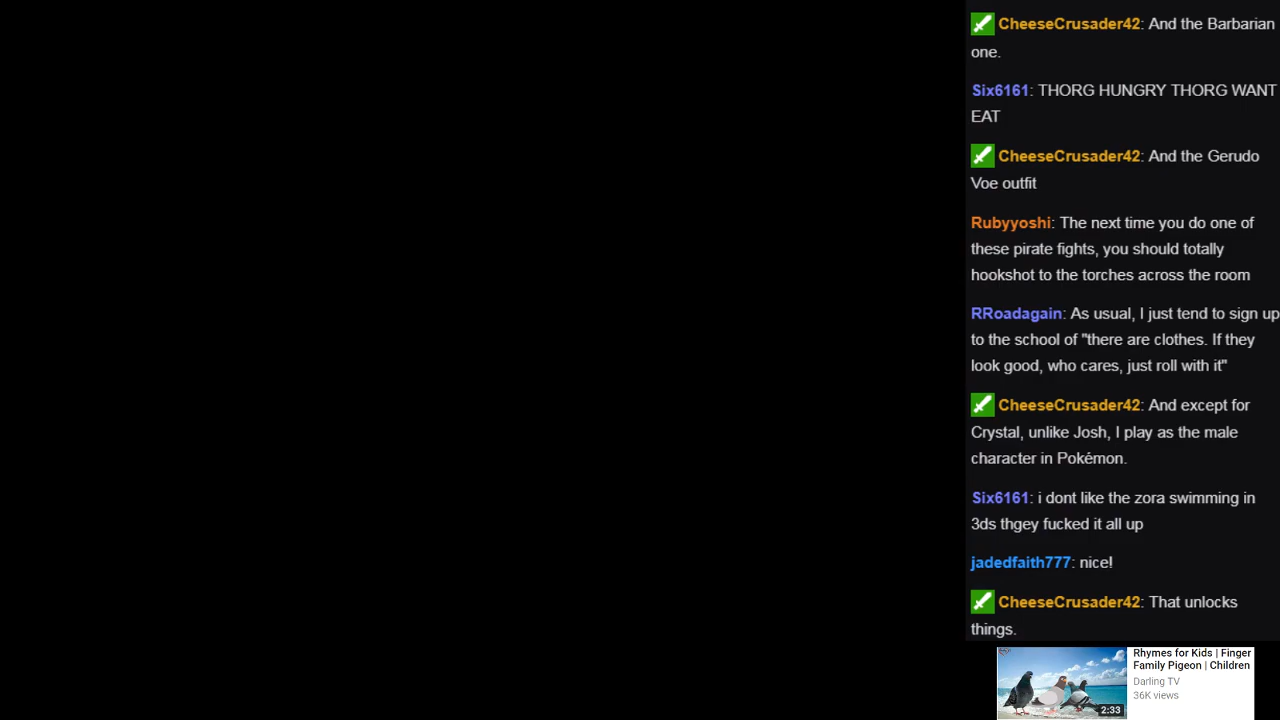 CheeseCrusader42: And the Barbarian
one.
Six6161: THORG HUNGRY THORG WANT
EAT
CheeseCrusader42: And the Gerudo
Voe outfit
Rubyyoshi: The next time you do one of
these pirate fights, you should totally
hookshot to the torches across the room
RRoadagain: As usual, I just tend to sign up
to the school of "there are clothes. If they
look good, who cares, just roll with it"
CheeseCrusader42: And except for
Crystal, unlike Josh, I play as the male
character in Pokémon.
Six6161: i dont like the zora swimming in
3ds thgey fucked it all up
jadedfaith777: nice!
CheeseCrusader42: That unlocks
things.
Rhymes for Kids | Finger
Family Pigeon | Children
Darling TV
36K views
2:33